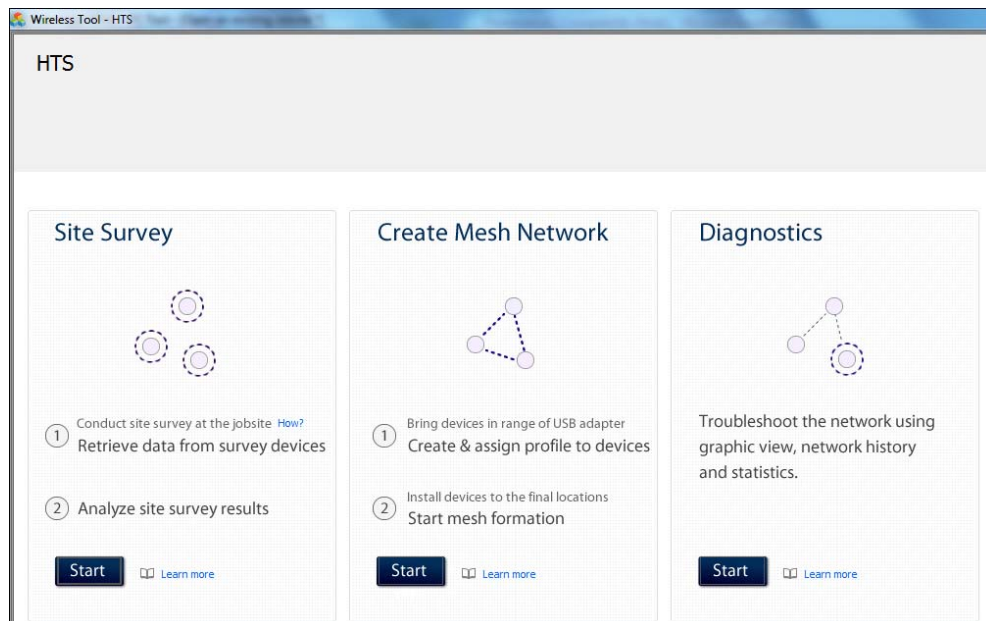 Wireless Tool - HTS
HTS
Site Survey
1
Conduct site survey at the jobsite How?
Retrieve data from survey devices
2
Analyze site survey results
Start
Learn more
Create Mesh Network
1
Bring devices in range of USB adapter
Create & assign profile to devices
2
Install devices to the final locations
Start mesh formation
Start
Learn more
Diagnostics
Troubleshoot the network using
graphic view, network history
and statistics.
Start
Learn more